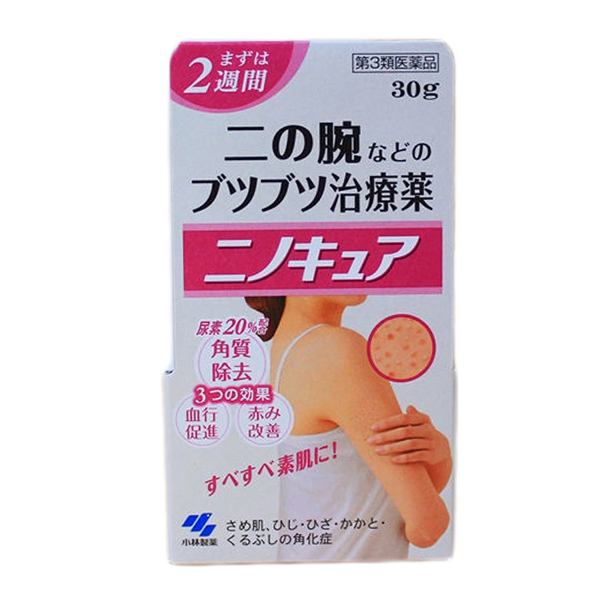 まずは
2週間
第3類医薬品
30g
二の腕などの
ブツブツ治療薬
ニノキュア
尿素20%配合
角質
除去
3つの効果
血行
促進
赤み
改善
すべすべ素肌に!
小林製薬
さめ肌、ひじ・ひざ・かかと・
くるぶしの角化症